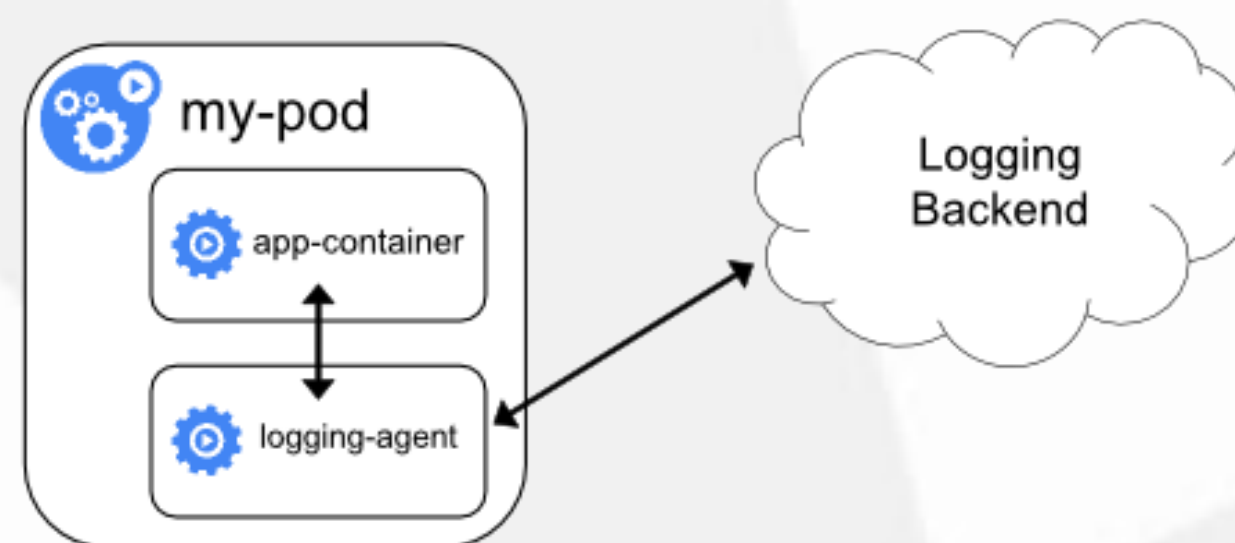 my-pod
app-container
logging-agent
Logging
Backend